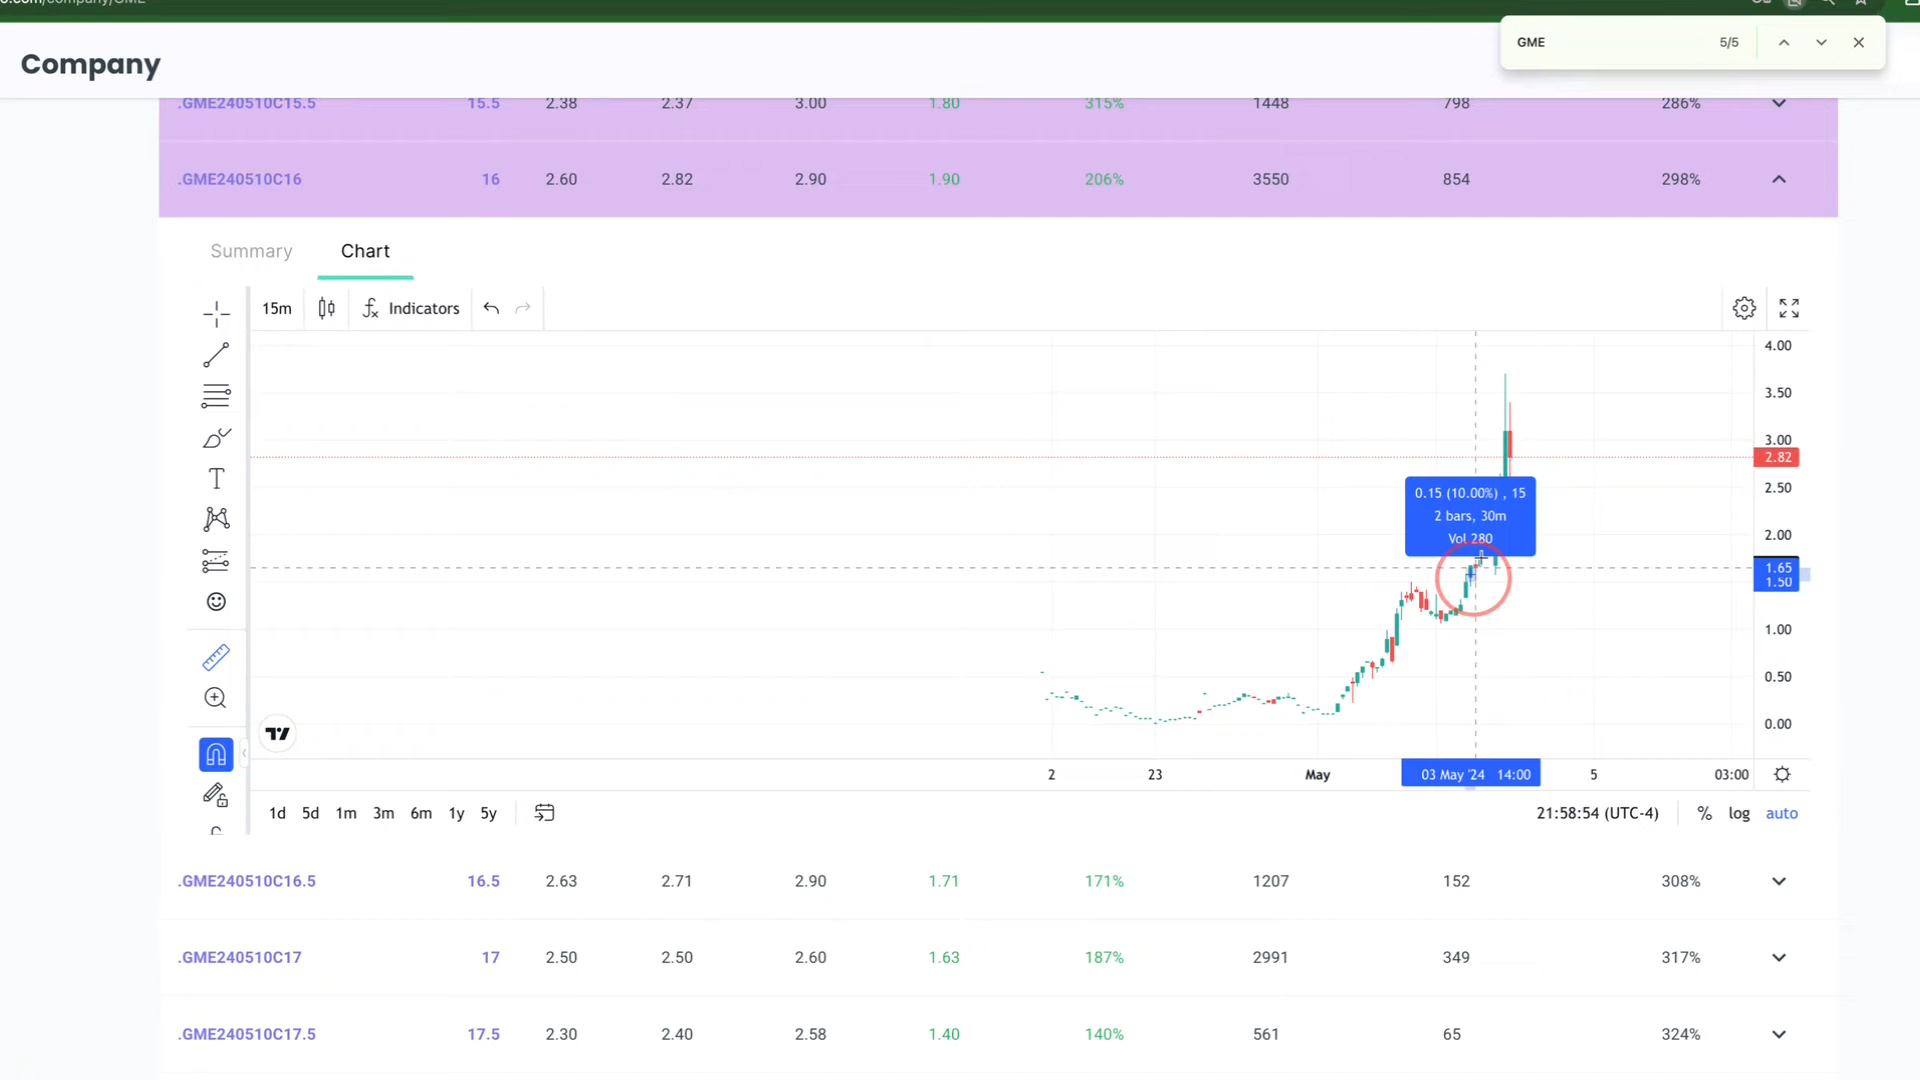 /company/GME
GME 5/5
Company
.GME240510C15.5 15.5 2.38 2.37 3.00 1.80 315% 1448 798 286%
.GME240510C16 16 2.60 2.82 2.90 1.90 206% 3550 854 298%
Summary Chart
15m Indicators
4.00
3.50
3.00
2.82
2.50
0.15 (10.00%) , 15
2 bars, 30m
Vol 280
2.00
1.65
1.50
1.00
0.50
0.00
2 23 May 03 May '24 14:00 5 03:00
1d 5d 1m 3m 6m 1y 5y 21:58:54 (UTC-4) % log auto
.GME240510C16.5 16.5 2.63 2.71 2.90 1.71 171% 1207 152 308%
.GME240510C17 17 2.50 2.50 2.60 1.63 187% 2991 349 317%
.GME240510C17.5 17.5 2.30 2.40 2.58 1.40 140% 561 65 324%